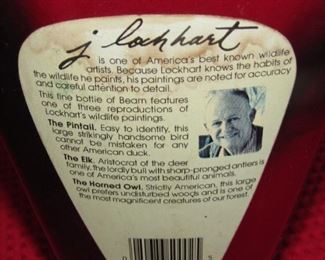 j lockhart
is one of America's best known wildlife
artists. Because Lockhart knows the habits of
the wildlife he paints, his paintings are noted for accuracy
and careful attention to detail.
This fine bottle of Beam features
one of three reproductions of
Lockhart's wildlife paintings.
The Pintail. Easy to identify, this
large strikingly handsome bird
cannot be mistaken for any
other American duck.
The Elk. Aristocrat of the deer
family, the lordly bull with sharp-pronged antlers is
one of America's most beautiful animals.
The Horned Owl. Strictly American, this large
owl prefers undisturbed woods and is one of
the most magnificent creatures of our forest.